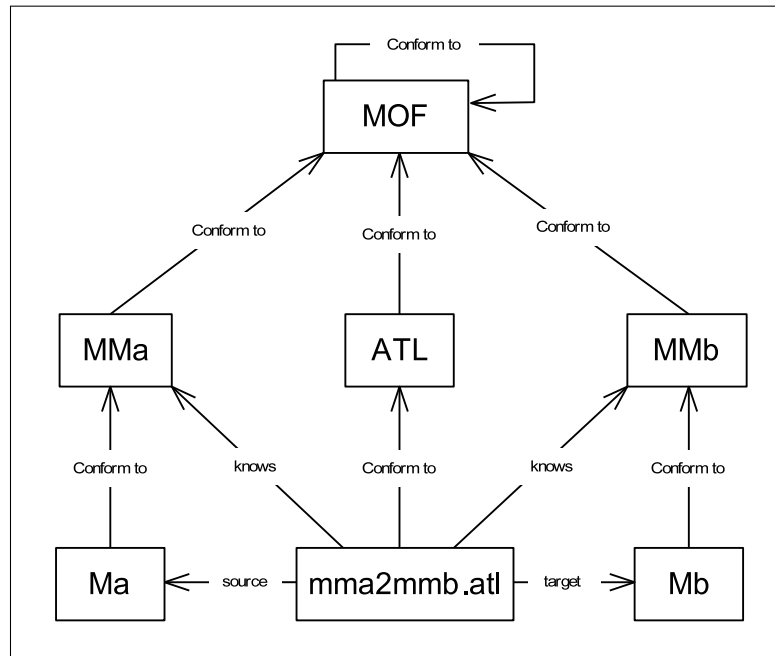 Conform to
MOF
Conform to
Conform to
Conform to
MMa
ATL
MMb
Conform to
knows
Conform to
knows
Conform to
Ma
source
mma2mmb.atl
target
Mb